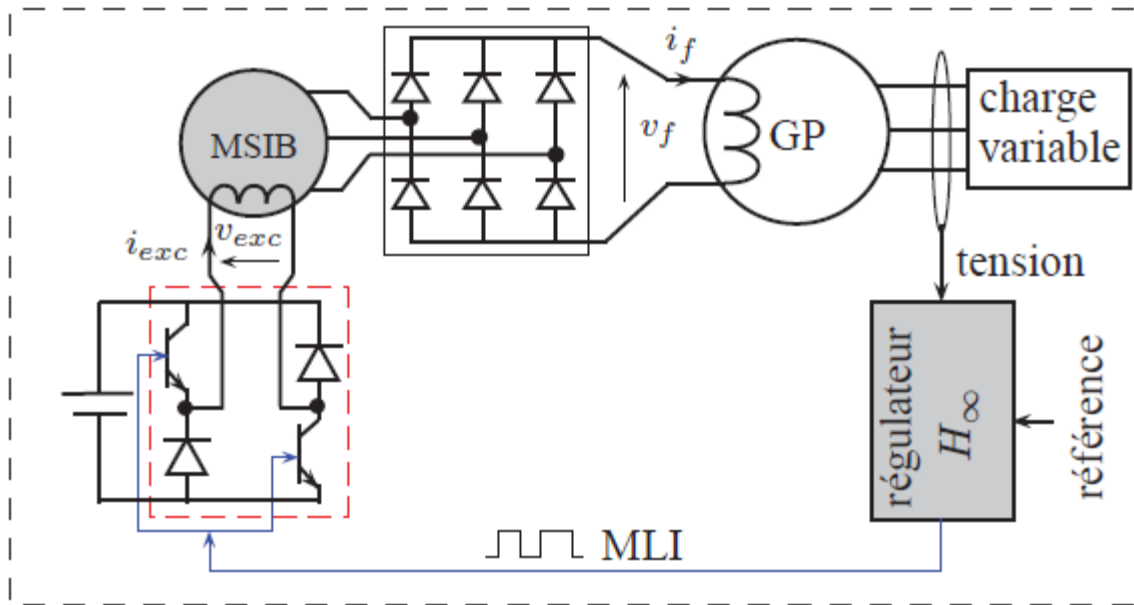 MSIB
i_f
v_f
GP
charge
variable
i_exc
v_exc
tension
régulateur
H_∞
référence
MLI